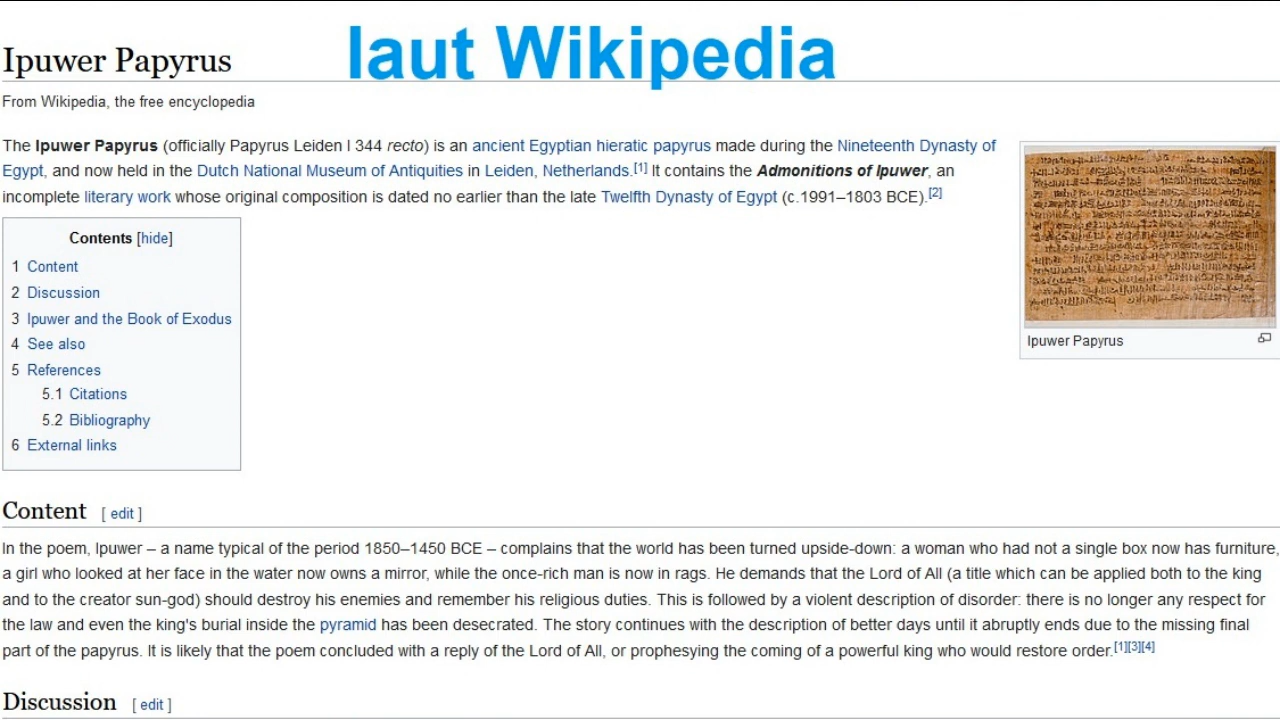 laut Wikipedia
Ipuwer Papyrus
From Wikipedia, the free encyclopedia
The Ipuwer Papyrus (officially Papyrus Leiden I 344 recto) is an ancient Egyptian hieratic papyrus made during the Nineteenth Dynasty of
Egypt, and now held in the Dutch National Museum of Antiquities in Leiden, Netherlands.[1] It contains the Admonitions of Ipuwer, an
incomplete literary work whose original composition is dated no earlier than the late Twelfth Dynasty of Egypt (c.1991–1803 BCE).[2]
Ipuwer Papyrus
Contents [hide]
1 Content
2 Discussion
3 Ipuwer and the Book of Exodus
4 See also
5 References
5.1 Citations
5.2 Bibliography
6 External links
Content [ edit ]
In the poem, Ipuwer – a name typical of the period 1850–1450 BCE – complains that the world has been turned upside-down: a woman who had not a single box now has furniture,
a girl who looked at her face in the water now owns a mirror, while the once-rich man is now in rags. He demands that the Lord of All (a title which can be applied both to the king
and to the creator sun-god) should destroy his enemies and remember his religious duties. This is followed by a violent description of disorder: there is no longer any respect for
the law and even the king's burial inside the pyramid has been desecrated. The story continues with the description of better days until it abruptly ends due to the missing final
part of the papyrus. It is likely that the poem concluded with a reply of the Lord of All, or prophesying the coming of a powerful king who would restore order.[1][3][4]
Discussion [ edit ]